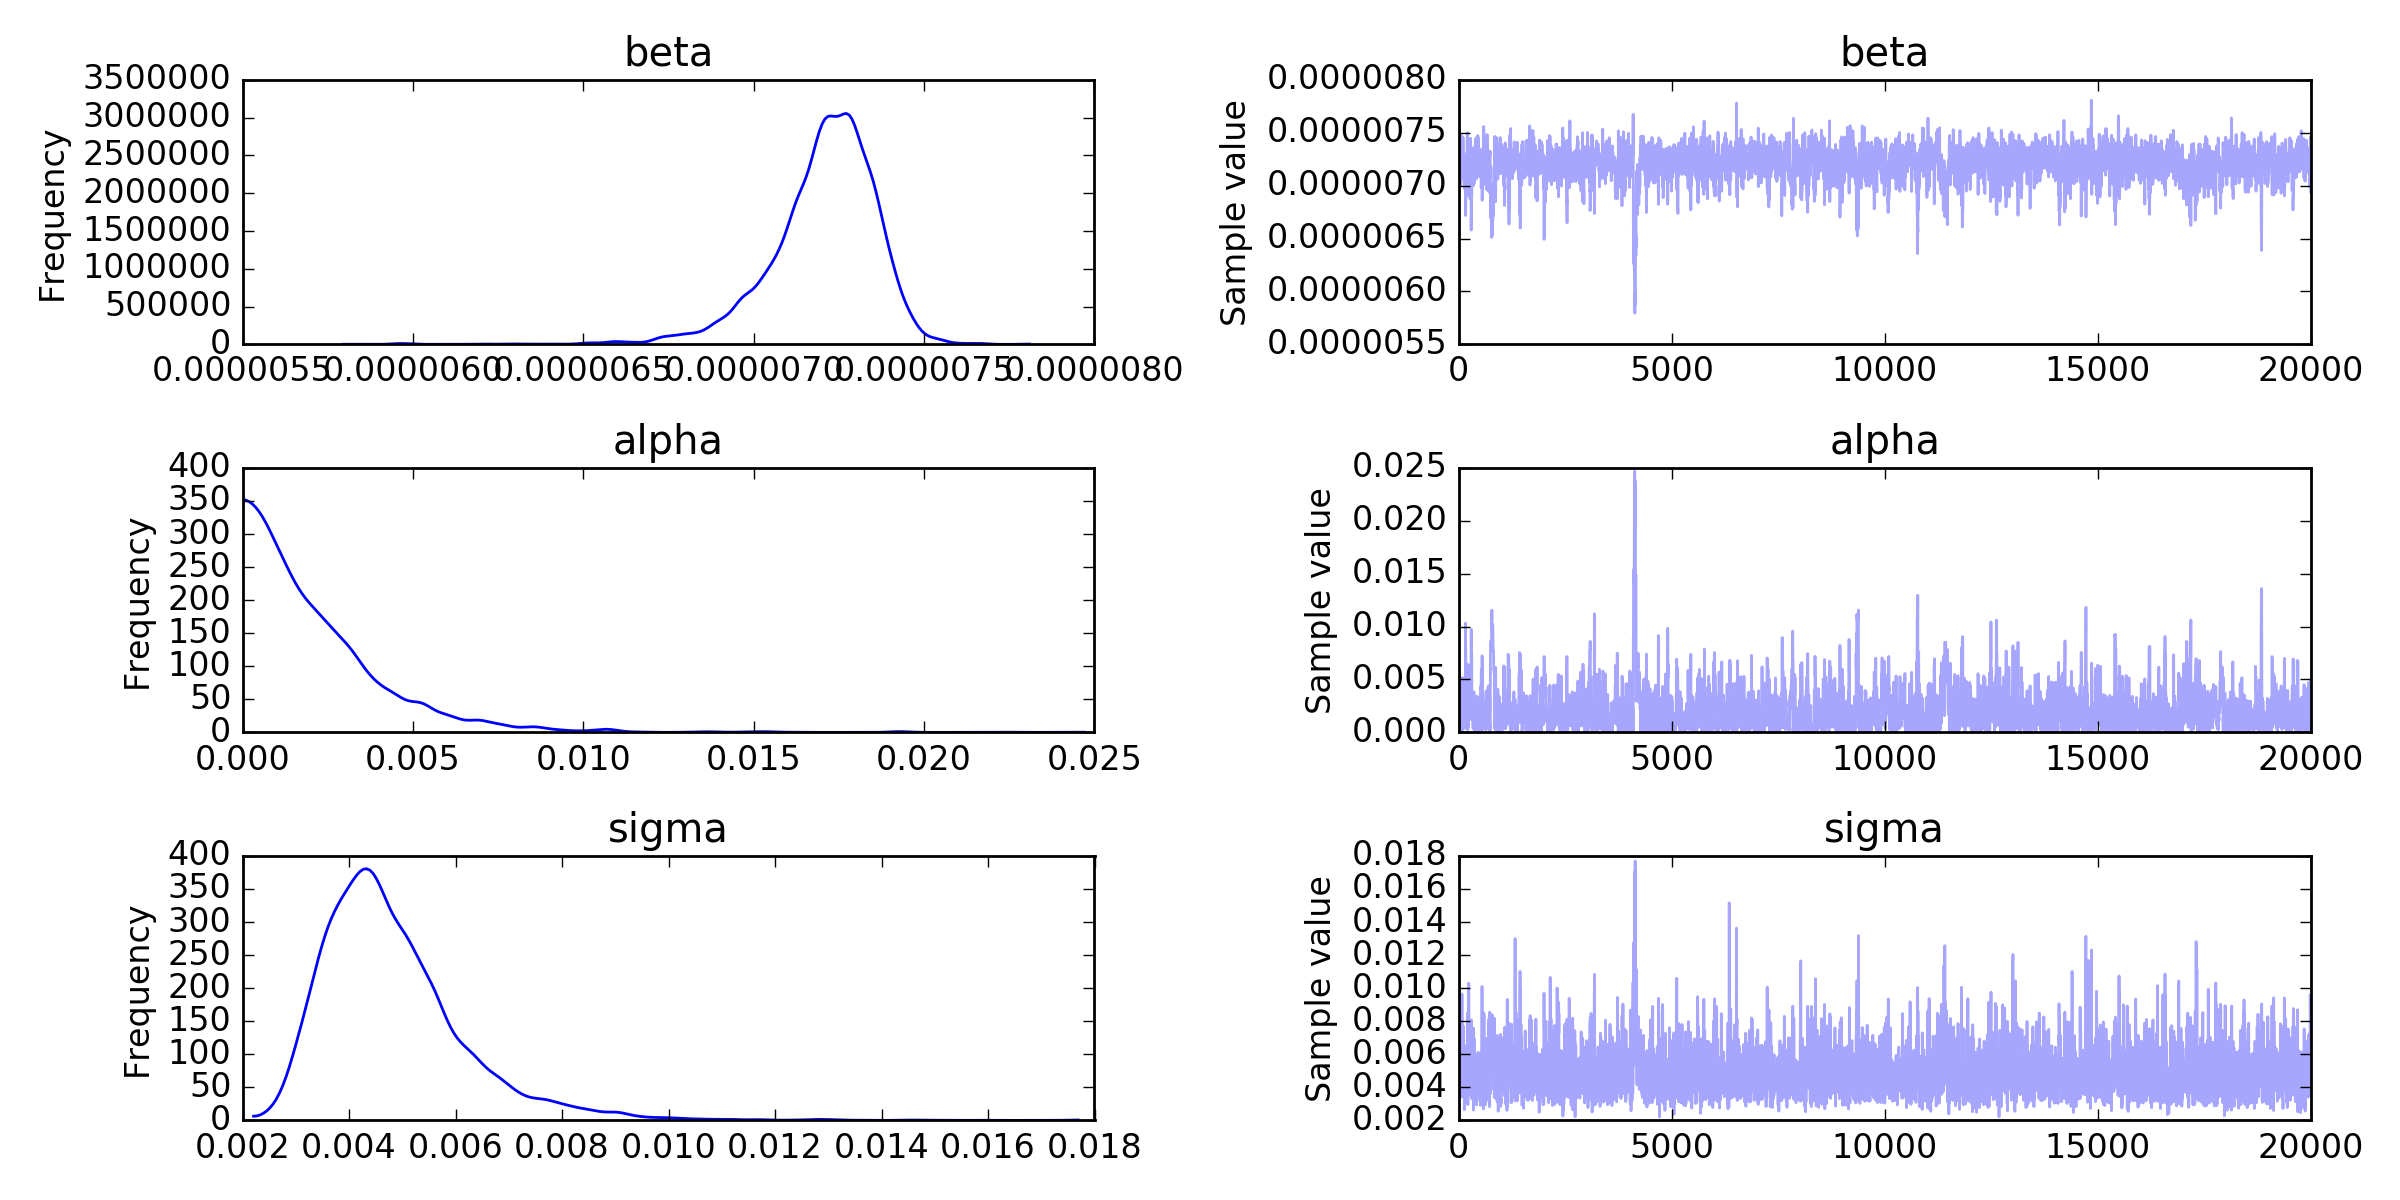 beta
3500000
3000000
2500000
2000000
1500000
1000000
500000
0
Frequency
0.0000055 0.0000060 0.0000065 0.0000070 0.0000075 0.0000080
beta
0.0000080
0.0000075
0.0000070
0.0000065
0.0000060
0.0000055
Sample value
0 5000 10000 15000 20000
alpha
400
350
300
250
200
150
100
50
0
Frequency
0.000 0.005 0.010 0.015 0.020 0.025
alpha
0.025
0.020
0.015
0.010
0.005
0.000
Sample value
0 5000 10000 15000 20000
sigma
400
350
300
250
200
150
100
50
0
Frequency
0.002 0.004 0.006 0.008 0.010 0.012 0.014 0.016 0.018
sigma
0.018
0.016
0.014
0.012
0.010
0.008
0.006
0.004
0.002
Sample value
0 5000 10000 15000 20000